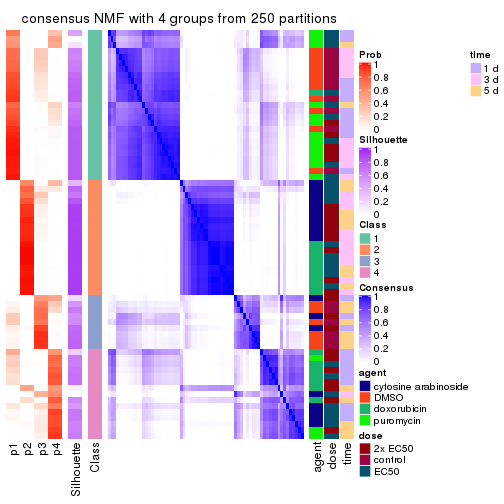 consensus NMF with 4 groups from 250 partitions
p1
p2
p3
p4
Silhouette
Class
agent
dose
time
Prob
1
0.8
0.6
0.4
0.2
0
Silhouette
1
0.8
0.6
0.4
0.2
0
Class
1
2
3
4
Consensus
1
0.8
0.6
0.4
0.2
0
agent
cytosine arabinoside
DMSO
doxorubicin
puromycin
dose
2x EC50
control
EC50
time
1 d
3 d
5 d